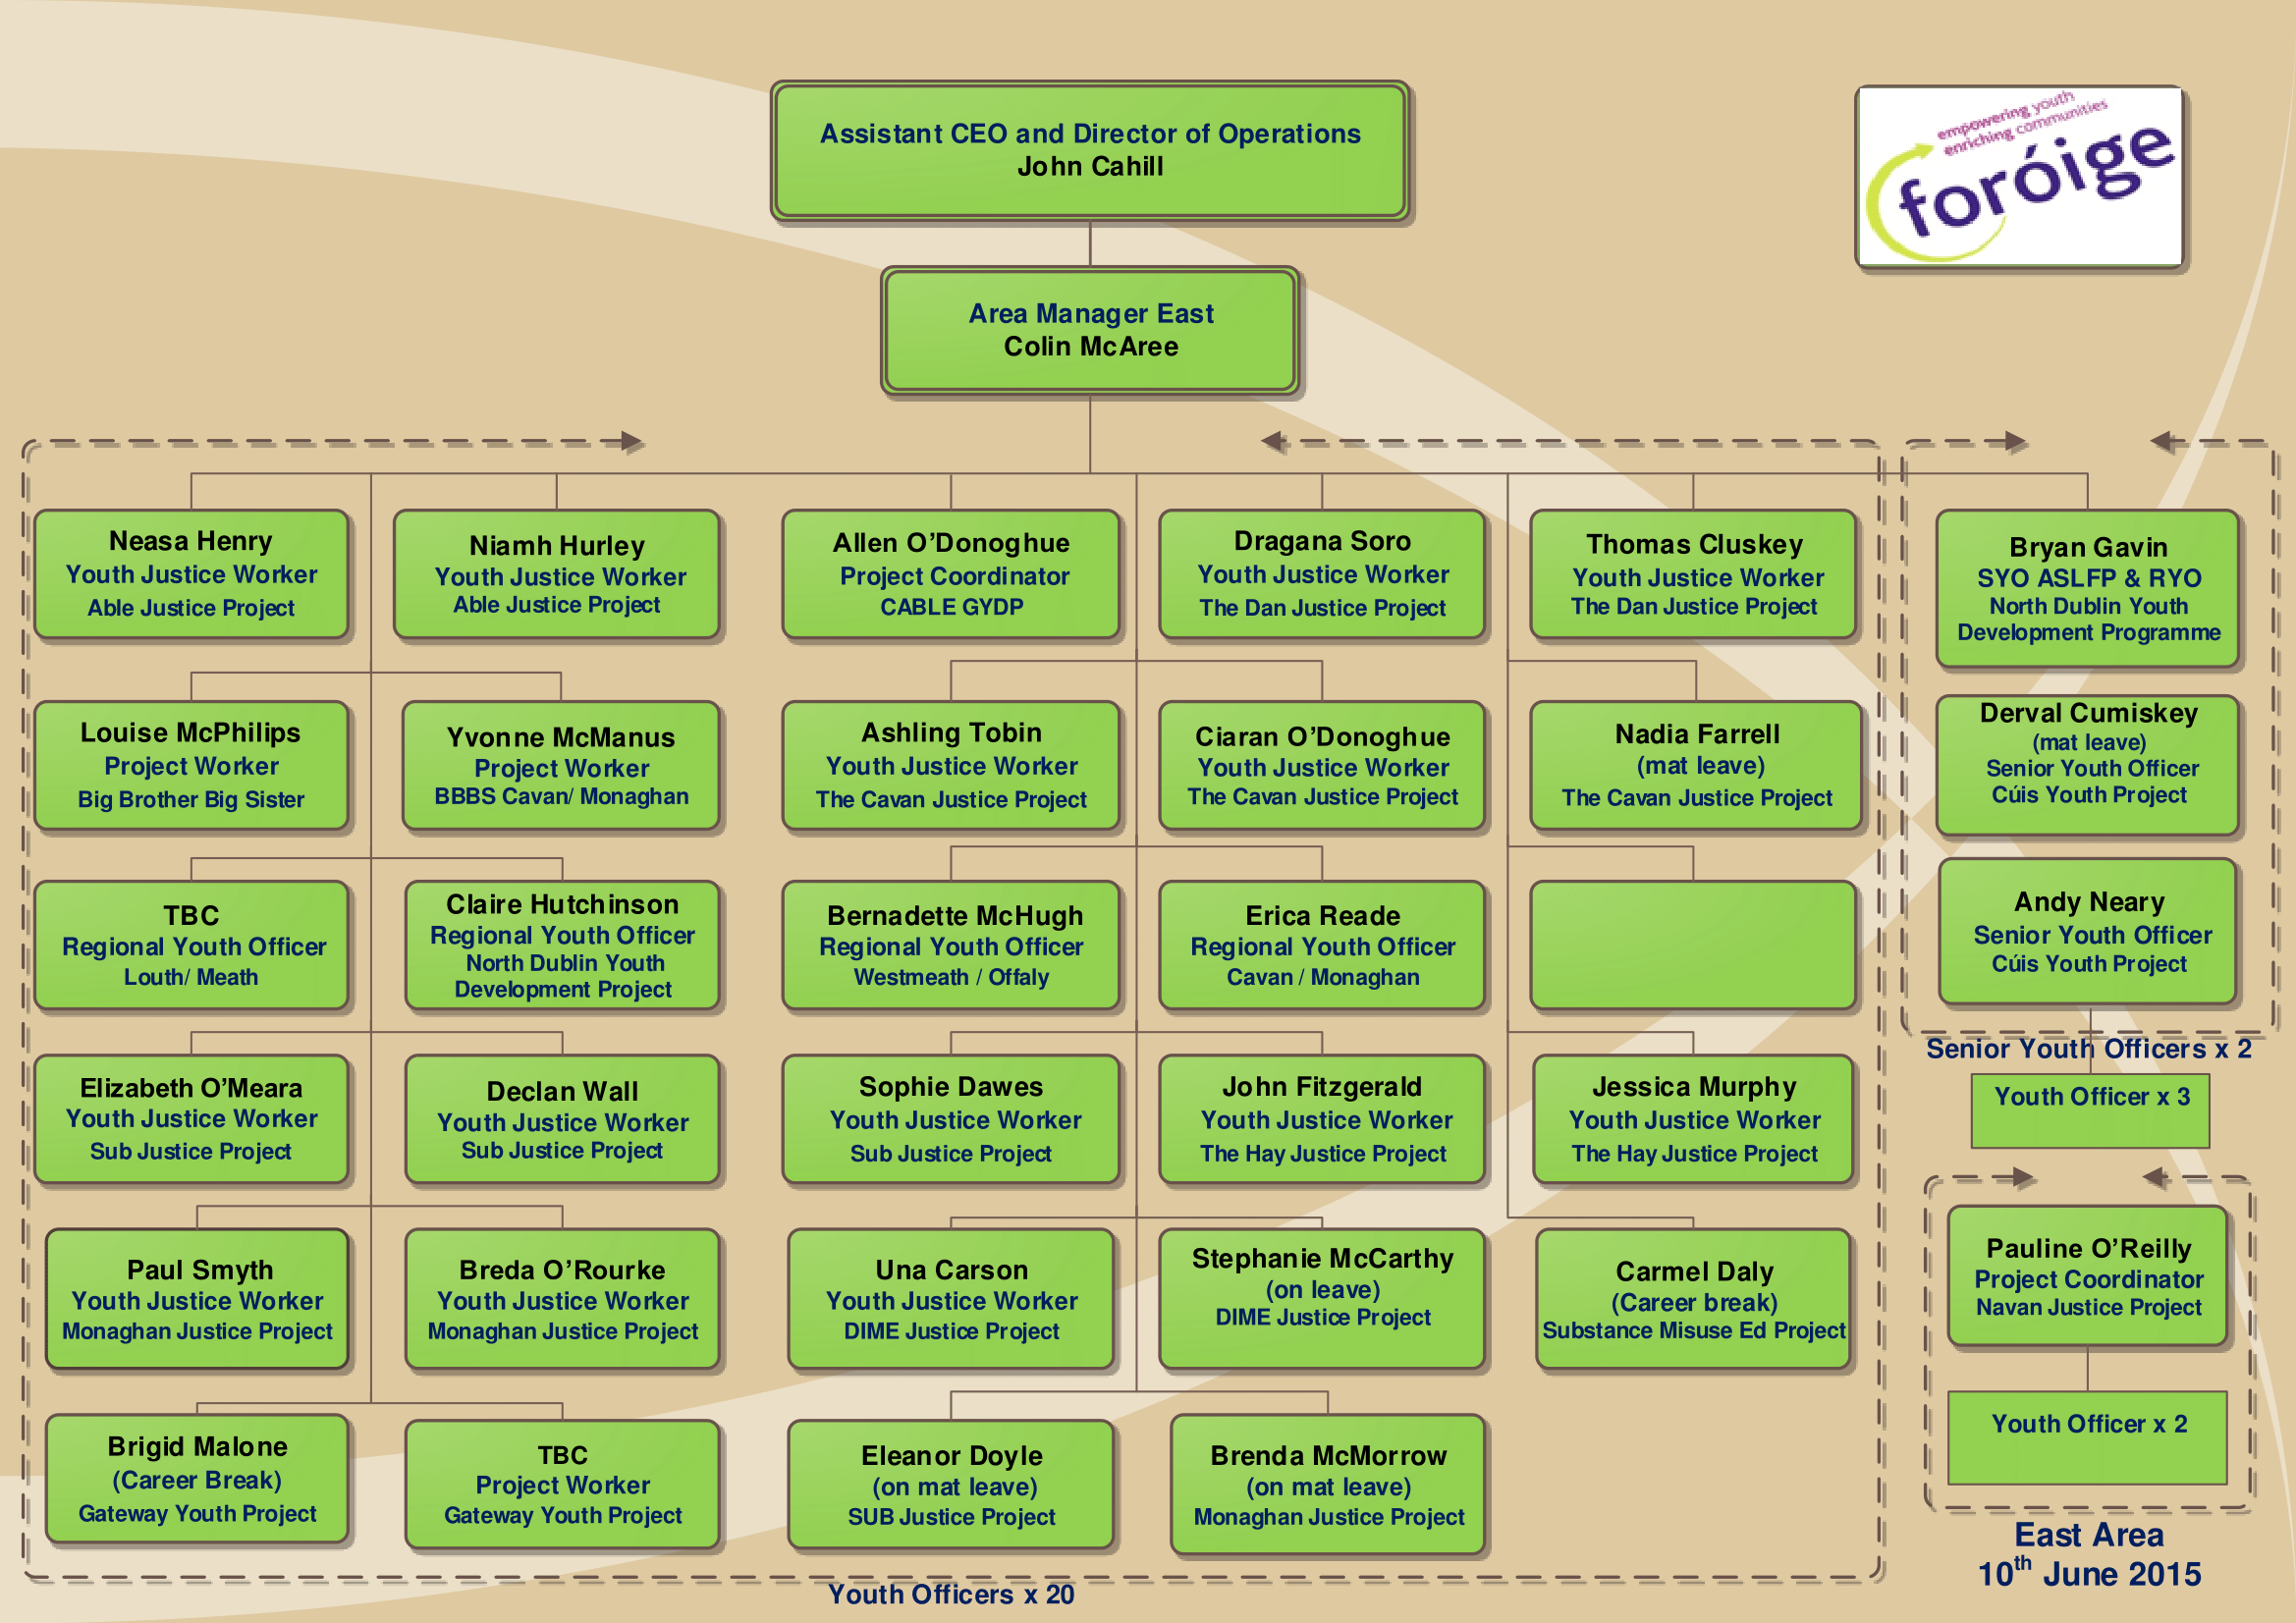 empowering youth
enriching communities
foróige
Assistant CEO and Director of Operations
John Cahill
Area Manager East
Colin McAree
Neasa Henry
Youth Justice Worker
Able Justice Project
Niamh Hurley
Youth Justice Worker
Able Justice Project
Allen O’Donoghue
Project Coordinator
CABLE GYDP
Dragana Soro
Youth Justice Worker
The Dan Justice Project
Thomas Cluskey
Youth Justice Worker
The Dan Justice Project
Bryan Gavin
SYO ASLFP & RYO
North Dublin Youth
Development Programme
Louise McPhilips
Project Worker
Big Brother Big Sister
Yvonne McManus
Project Worker
BBBS Cavan/ Monaghan
Ashling Tobin
Youth Justice Worker
The Cavan Justice Project
Ciaran O’Donoghue
Youth Justice Worker
The Cavan Justice Project
Nadia Farrell
(mat leave)
The Cavan Justice Project
Derval Cumiskey
(mat leave)
Senior Youth Officer
Cúis Youth Project
TBC
Regional Youth Officer
Louth/ Meath
Claire Hutchinson
Regional Youth Officer
North Dublin Youth
Development Project
Bernadette McHugh
Regional Youth Officer
Westmeath / Offaly
Erica Reade
Regional Youth Officer
Cavan / Monaghan
Andy Neary
Senior Youth Officer
Cúis Youth Project
Senior Youth Officers x 2
Youth Officer x 3
Elizabeth O’Meara
Youth Justice Worker
Sub Justice Project
Declan Wall
Youth Justice Worker
Sub Justice Project
Sophie Dawes
Youth Justice Worker
Sub Justice Project
John Fitzgerald
Youth Justice Worker
The Hay Justice Project
Jessica Murphy
Youth Justice Worker
The Hay Justice Project
Paul Smyth
Youth Justice Worker
Monaghan Justice Project
Breda O’Rourke
Youth Justice Worker
Monaghan Justice Project
Una Carson
Youth Justice Worker
DIME Justice Project
Stephanie McCarthy
(on leave)
DIME Justice Project
Carmel Daly
(Career break)
Substance Misuse Ed Project
Pauline O’Reilly
Project Coordinator
Navan Justice Project
Youth Officer x 2
Brigid Malone
(Career Break)
Gateway Youth Project
TBC
Project Worker
Gateway Youth Project
Eleanor Doyle
(on mat leave)
SUB Justice Project
Brenda McMorrow
(on mat leave)
Monaghan Justice Project
Youth Officers x 20
East Area
10th June 2015